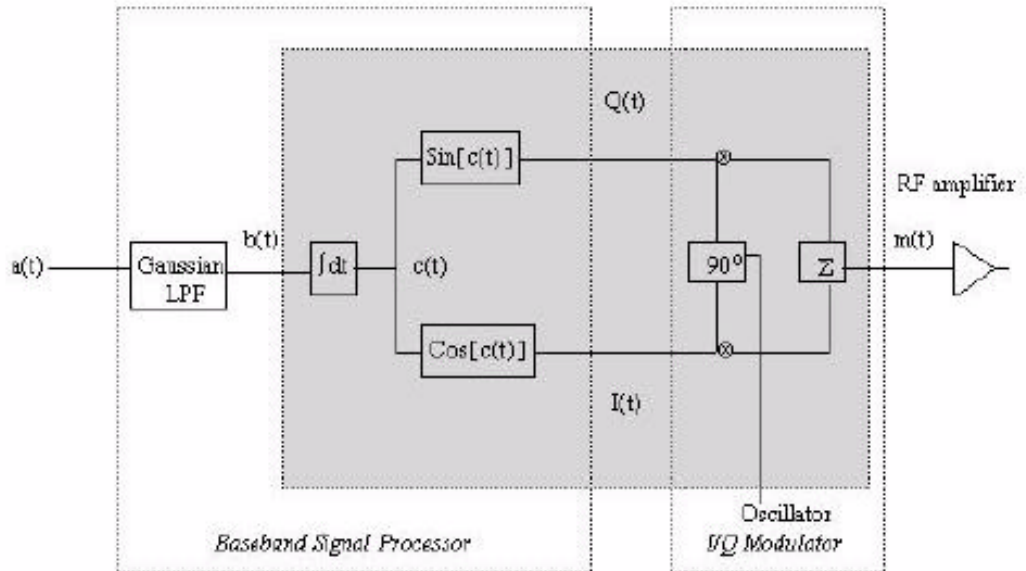 Q(t)
Sin[c(t)]
RF amplifier
b(t)
m(t)
a(t)
Gaussian
LPF
∫dt
c(t)
90°
Σ
Cos[c(t)]
I(t)
Oscillator
Baseband Signal Processor
I/Q Modulator